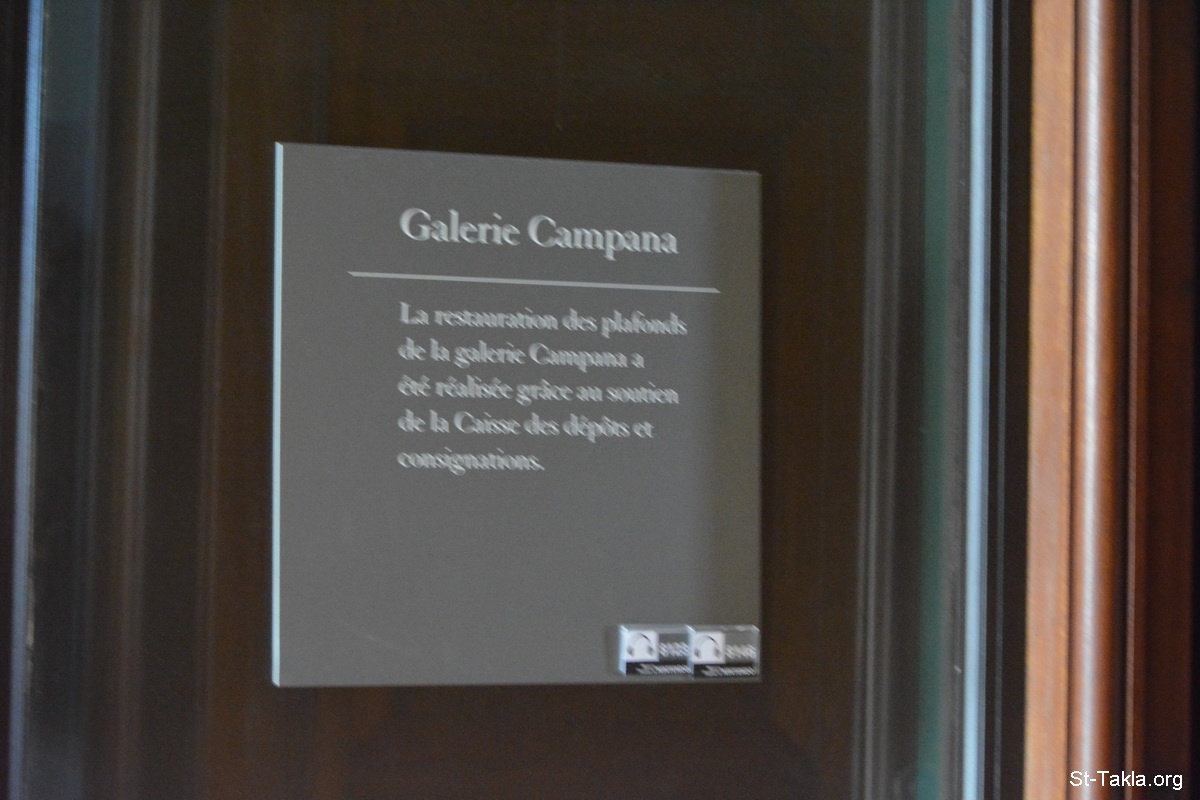 Galerie Campana
La restauration des plafonds
de la galerie Campana a
été réalisée grâce au soutien
de la Caisse des dépôts et
consignations.
St-Takla.org